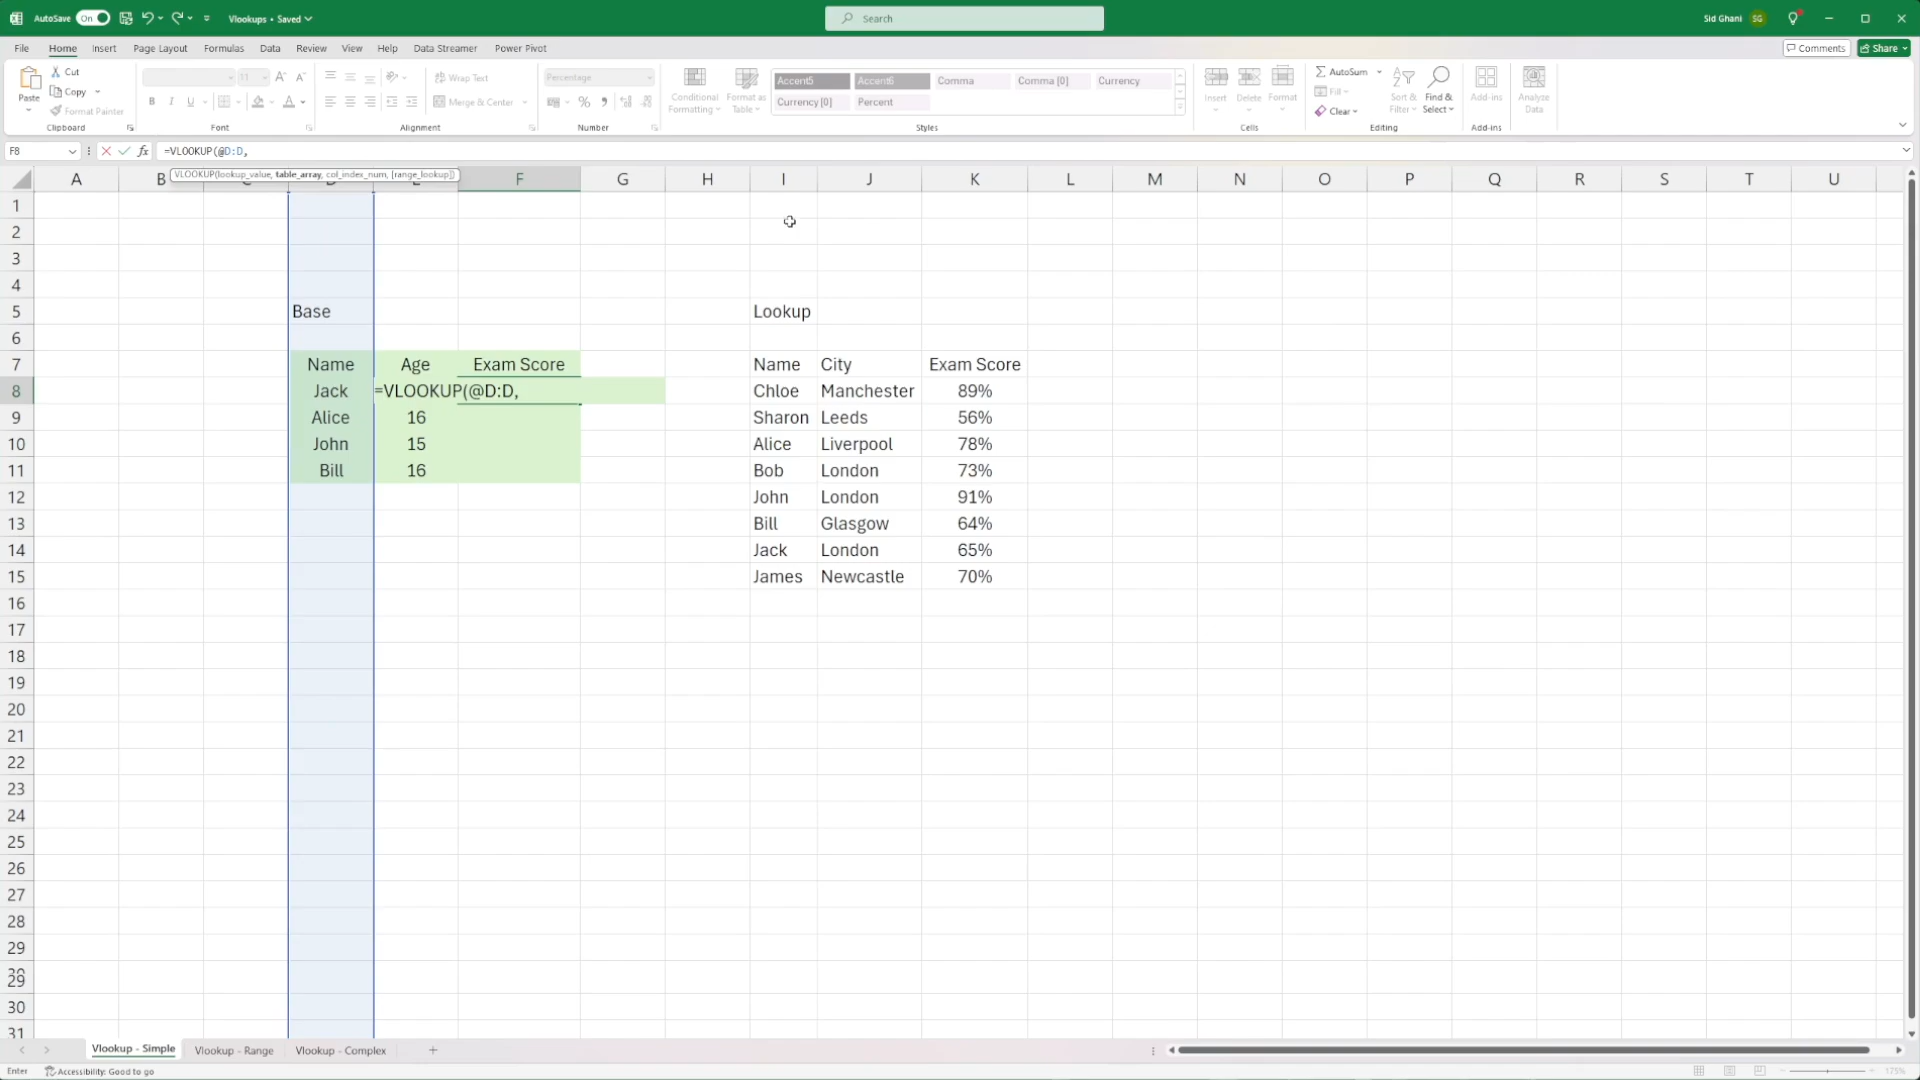 AutoSave On Vlookups • Saved Search Sid Ghani SG
File Home Insert Page Layout Formulas Data Review View Help Data Streamer Power Pivot Comments Share
Paste Cut Copy Format Painter Clipboard
11 A A B I U A Font
Wrap Text Merge & Center Alignment
Percentage % , Number
Conditional Formatting Format as Table Accent5 Accent6 Comma Comma [0] Currency Currency [0] Percent Styles
Insert Delete Format Cells
AutoSum Fill Clear Sort & Filter Find & Select Editing
Add-ins Add-ins
Analyze Data
F8 fx =VLOOKUP(@D:D,
VLOOKUP(lookup_value, table_array, col_index_num, [range_lookup])
A B F G H I J K L M N O P Q R S T U
1
2
3
4
5 Base Lookup
6
7 Name Age Exam Score Name City Exam Score
8 Jack =VLOOKUP(@D:D, Chloe Manchester 89%
9 Alice 16 Sharon Leeds 56%
10 John 15 Alice Liverpool 78%
11 Bill 16 Bob London 73%
12 John London 91%
13 Bill Glasgow 64%
14 Jack London 65%
15 James Newcastle 70%
16
17
18
19
20
21
22
23
24
25
26
27
28
29
29
30
31
Vlookup - Simple Vlookup - Range Vlookup - Complex
Enter Accessibility: Good to go 175%